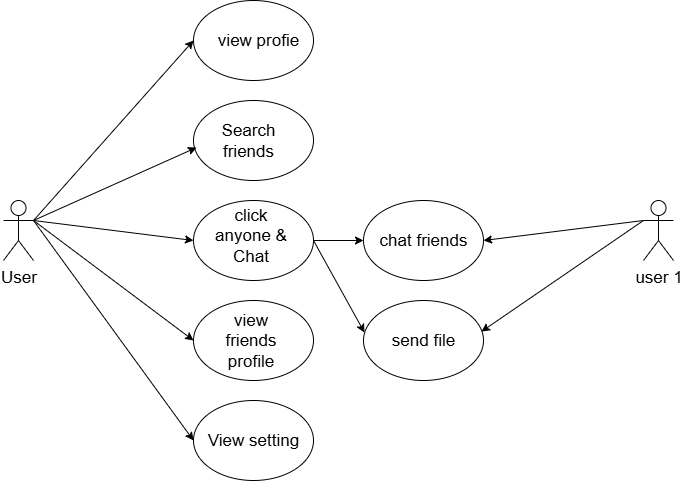 view profie
Search
friends
click
anyone &
Chat
chat friends
User
user 1
view
friends
profile
send file
View setting